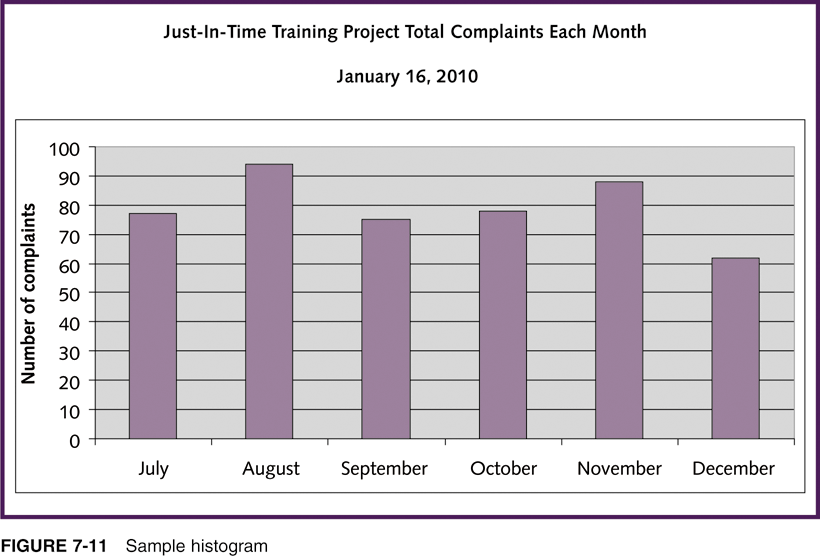 Just-In-Time Training Project Total Complaints Each Month
January 16, 2010
Number of complaints
100
90
80
70
60
50
40
30
20
10
0
July August September October November December
FIGURE 7-11 Sample histogram